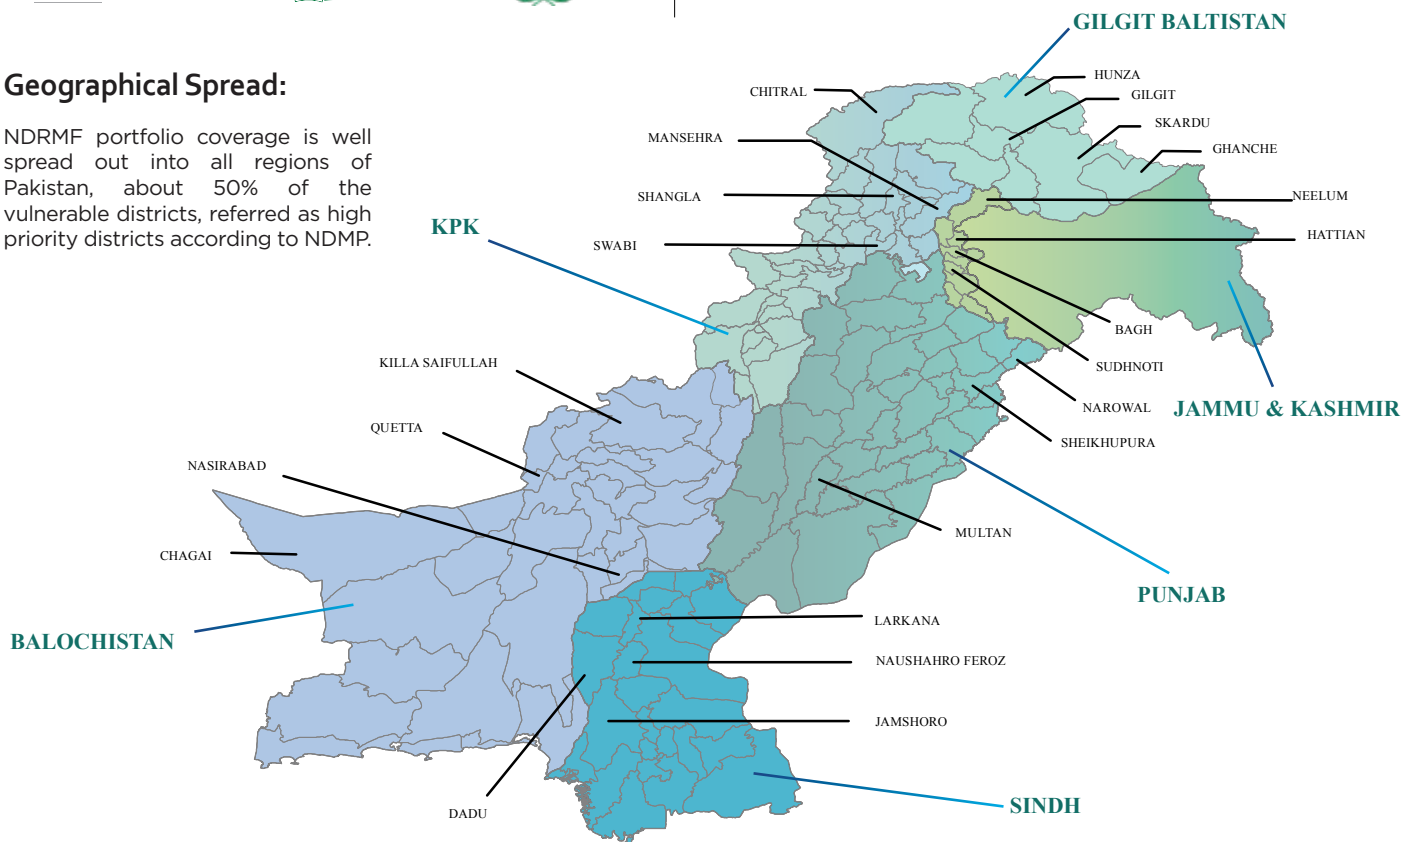 Geographical Spread:
NDRMF portfolio coverage is well
spread out into all regions of
Pakistan, about 50% of the
vulnerable districts, referred as high
priority districts according to NDMP.
GILGIT BALTISTAN
HUNZA
GILGIT
SKARDU
GHANCHE
CHITRAL
MANSEHRA
SHANGLA
SWABI
KPK
NEELUM
HATTIAN
BAGH
SUDHNOTI
NAROWAL
JAMMU & KASHMIR
SHEIKHUPURA
KILLA SAIFULLAH
QUETTA
NASIRABAD
CHAGAI
BALOCHISTAN
MULTAN
PUNJAB
LARKANA
NAUSHAHRO FEROZ
JAMSHORO
DADU
SINDH